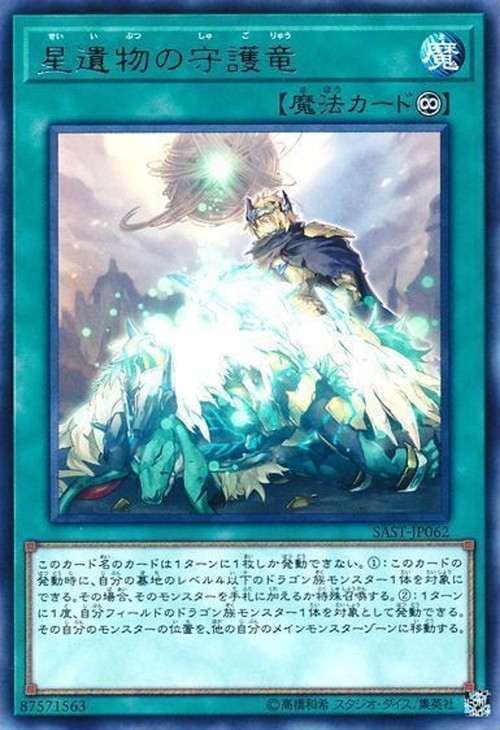 星遺物の守護竜
魔
【魔法カード】
SAST-JP062
このカード名のカードは1ターンに1枚しか発動できない。①:このカードの
発動時に、自分の墓地のレベル4以下のドラゴン族モンスター1体を対象に
できる。その場合、そのモンスターを手札に加えるか特殊召喚する。②:1ターン
に1度、自分フィールドのドラゴン族モンスター1体を対象として発動できる。
その自分のモンスターの位置を、他の自分のメインモンスターゾーンに移動する。
87571563
©高橋和希 スタジオ・ダイス/集英社